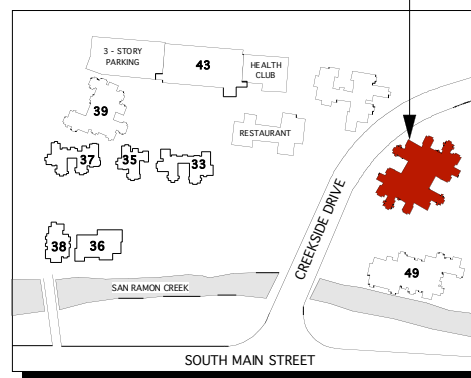 3 - STORY
PARKING
43
HEALTH
CLUB
39
RESTAURANT
37
35
33
38
36
CREEKSIDE DRIVE
49
SAN RAMON CREEK
SOUTH MAIN STREET